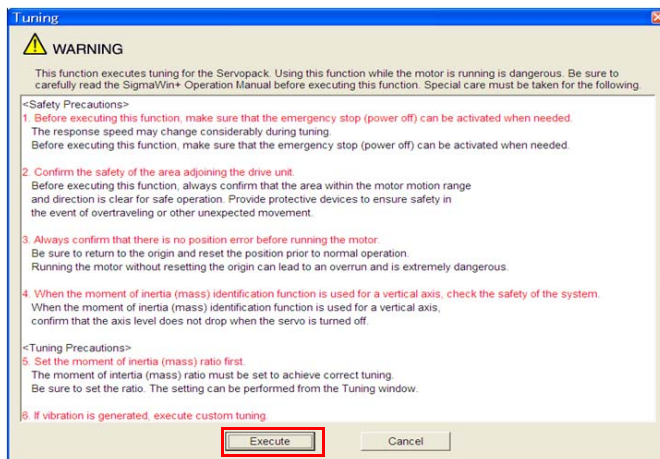 Tuning
WARNING
This function executes tuning for the Servopack. Using this function while the motor is running is dangerous. Be sure to
carefully read the SigmaWin+ Operation Manual before executing this function. Special care must be taken for the following.
<Safety Precautions>
1. Before executing this function, make sure that the emergency stop (power off) can be activated when needed.
The response speed may change considerably during tuning.
Before executing this function, make sure that the emergency stop (power off) can be activated when needed.
2. Confirm the safety of the area adjoining the drive unit.
Before executing this function, always confirm that the area within the motor motion range
and direction is clear for safe operation. Provide protective devices to ensure safety in
the event of overtraveling or other unexpected movement.
3. Always confirm that there is no position error before running the motor.
Be sure to return to the origin and reset the position prior to normal operation.
Running the motor without resetting the origin can lead to an overrun and is extremely dangerous.
4. When the moment of inertia (mass) identification function is used for a vertical axis, check the safety of the system.
When the moment of inertia (mass) identification function is used for a vertical axis,
confirm that the axis level does not drop when the servo is turned off.
<Tuning Precautions>
5. Set the moment of inertia (mass) ratio first.
The moment of intertia (mass) ratio must be set to achieve correct tuning.
Be sure to set the ratio. The setting can be performed from the Tuning window.
6. If vibration is generated, execute custom tuning.
Execute
Cancel